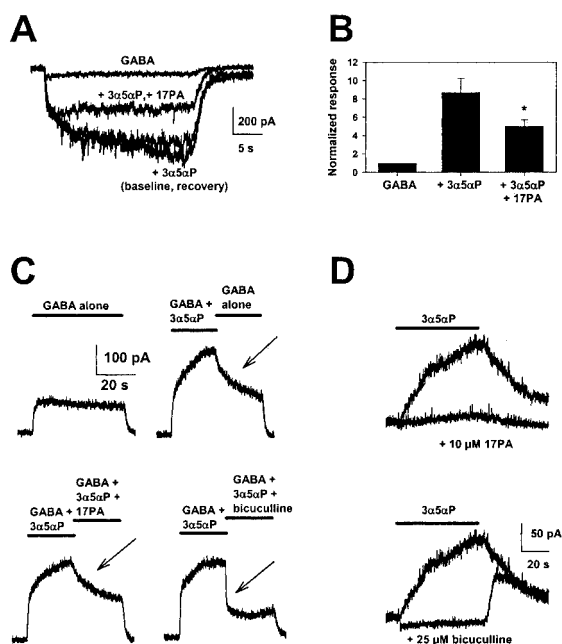 A
GABA
+ 3α5αP,+ 17PA
200 pA
5 s
+ 3α5αP
(baseline, recovery)
B
Normalized response
12
10
8
6
4
2
0
*
GABA
+ 3α5αP
+ 3α5αP
+ 17PA
C
GABA alone
100 pA
20 s
GABA +
3α5αP
GABA
alone
GABA +
3α5αP
GABA +
3α5αP +
17PA
GABA +
3α5αP
GABA +
3α5αP +
bicuculline
D
3α5αP
+ 10 µM 17PA
3α5αP
50 pA
20 s
+ 25 µM bicuculline